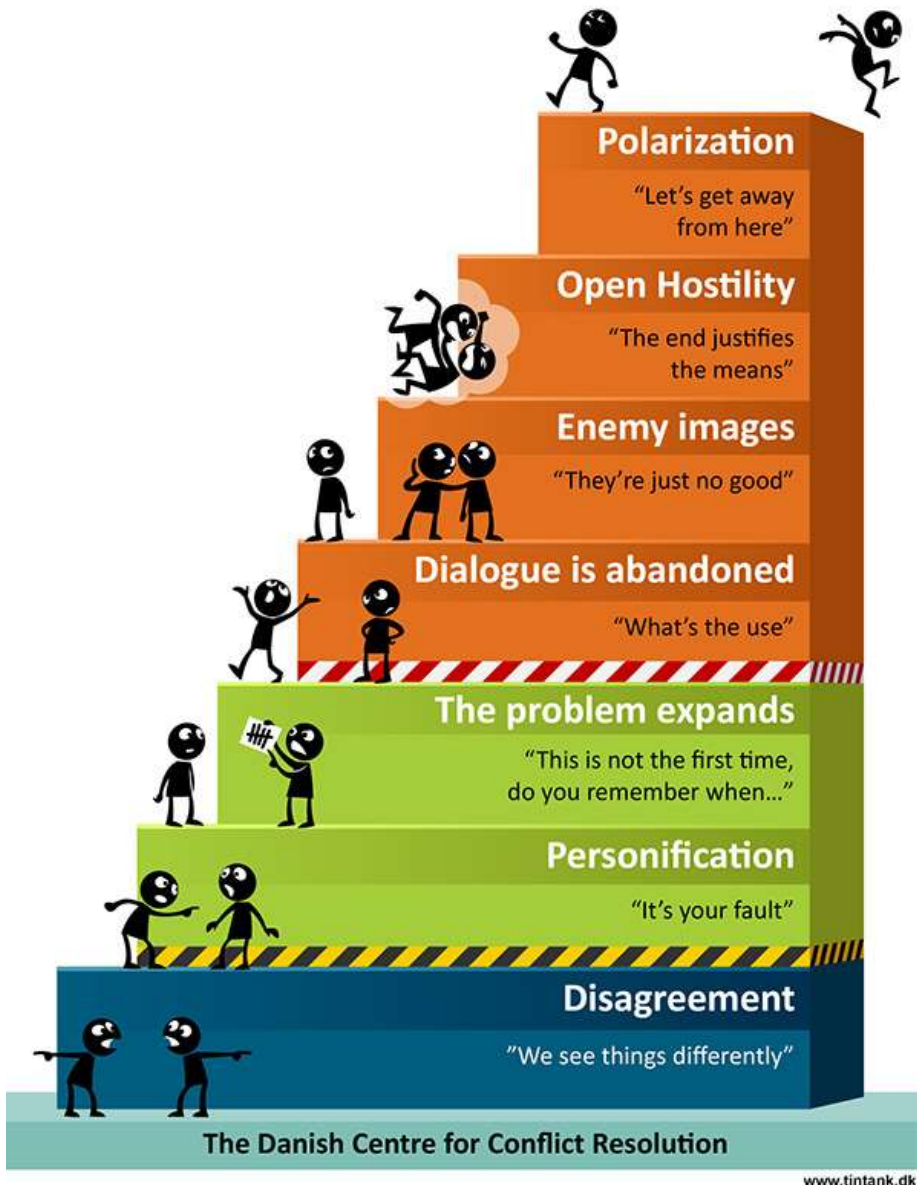 Polarization
“Let’s get away
from here”
Open Hostility
“The end justifies
the means”
Enemy images
“They’re just no good”
Dialogue is abandoned
“What’s the use”
The problem expands
“This is not the first time,
do you remember when...”
Personification
“It’s your fault”
Disagreement
”We see things differently”
The Danish Centre for Conflict Resolution
www.tintank.dk